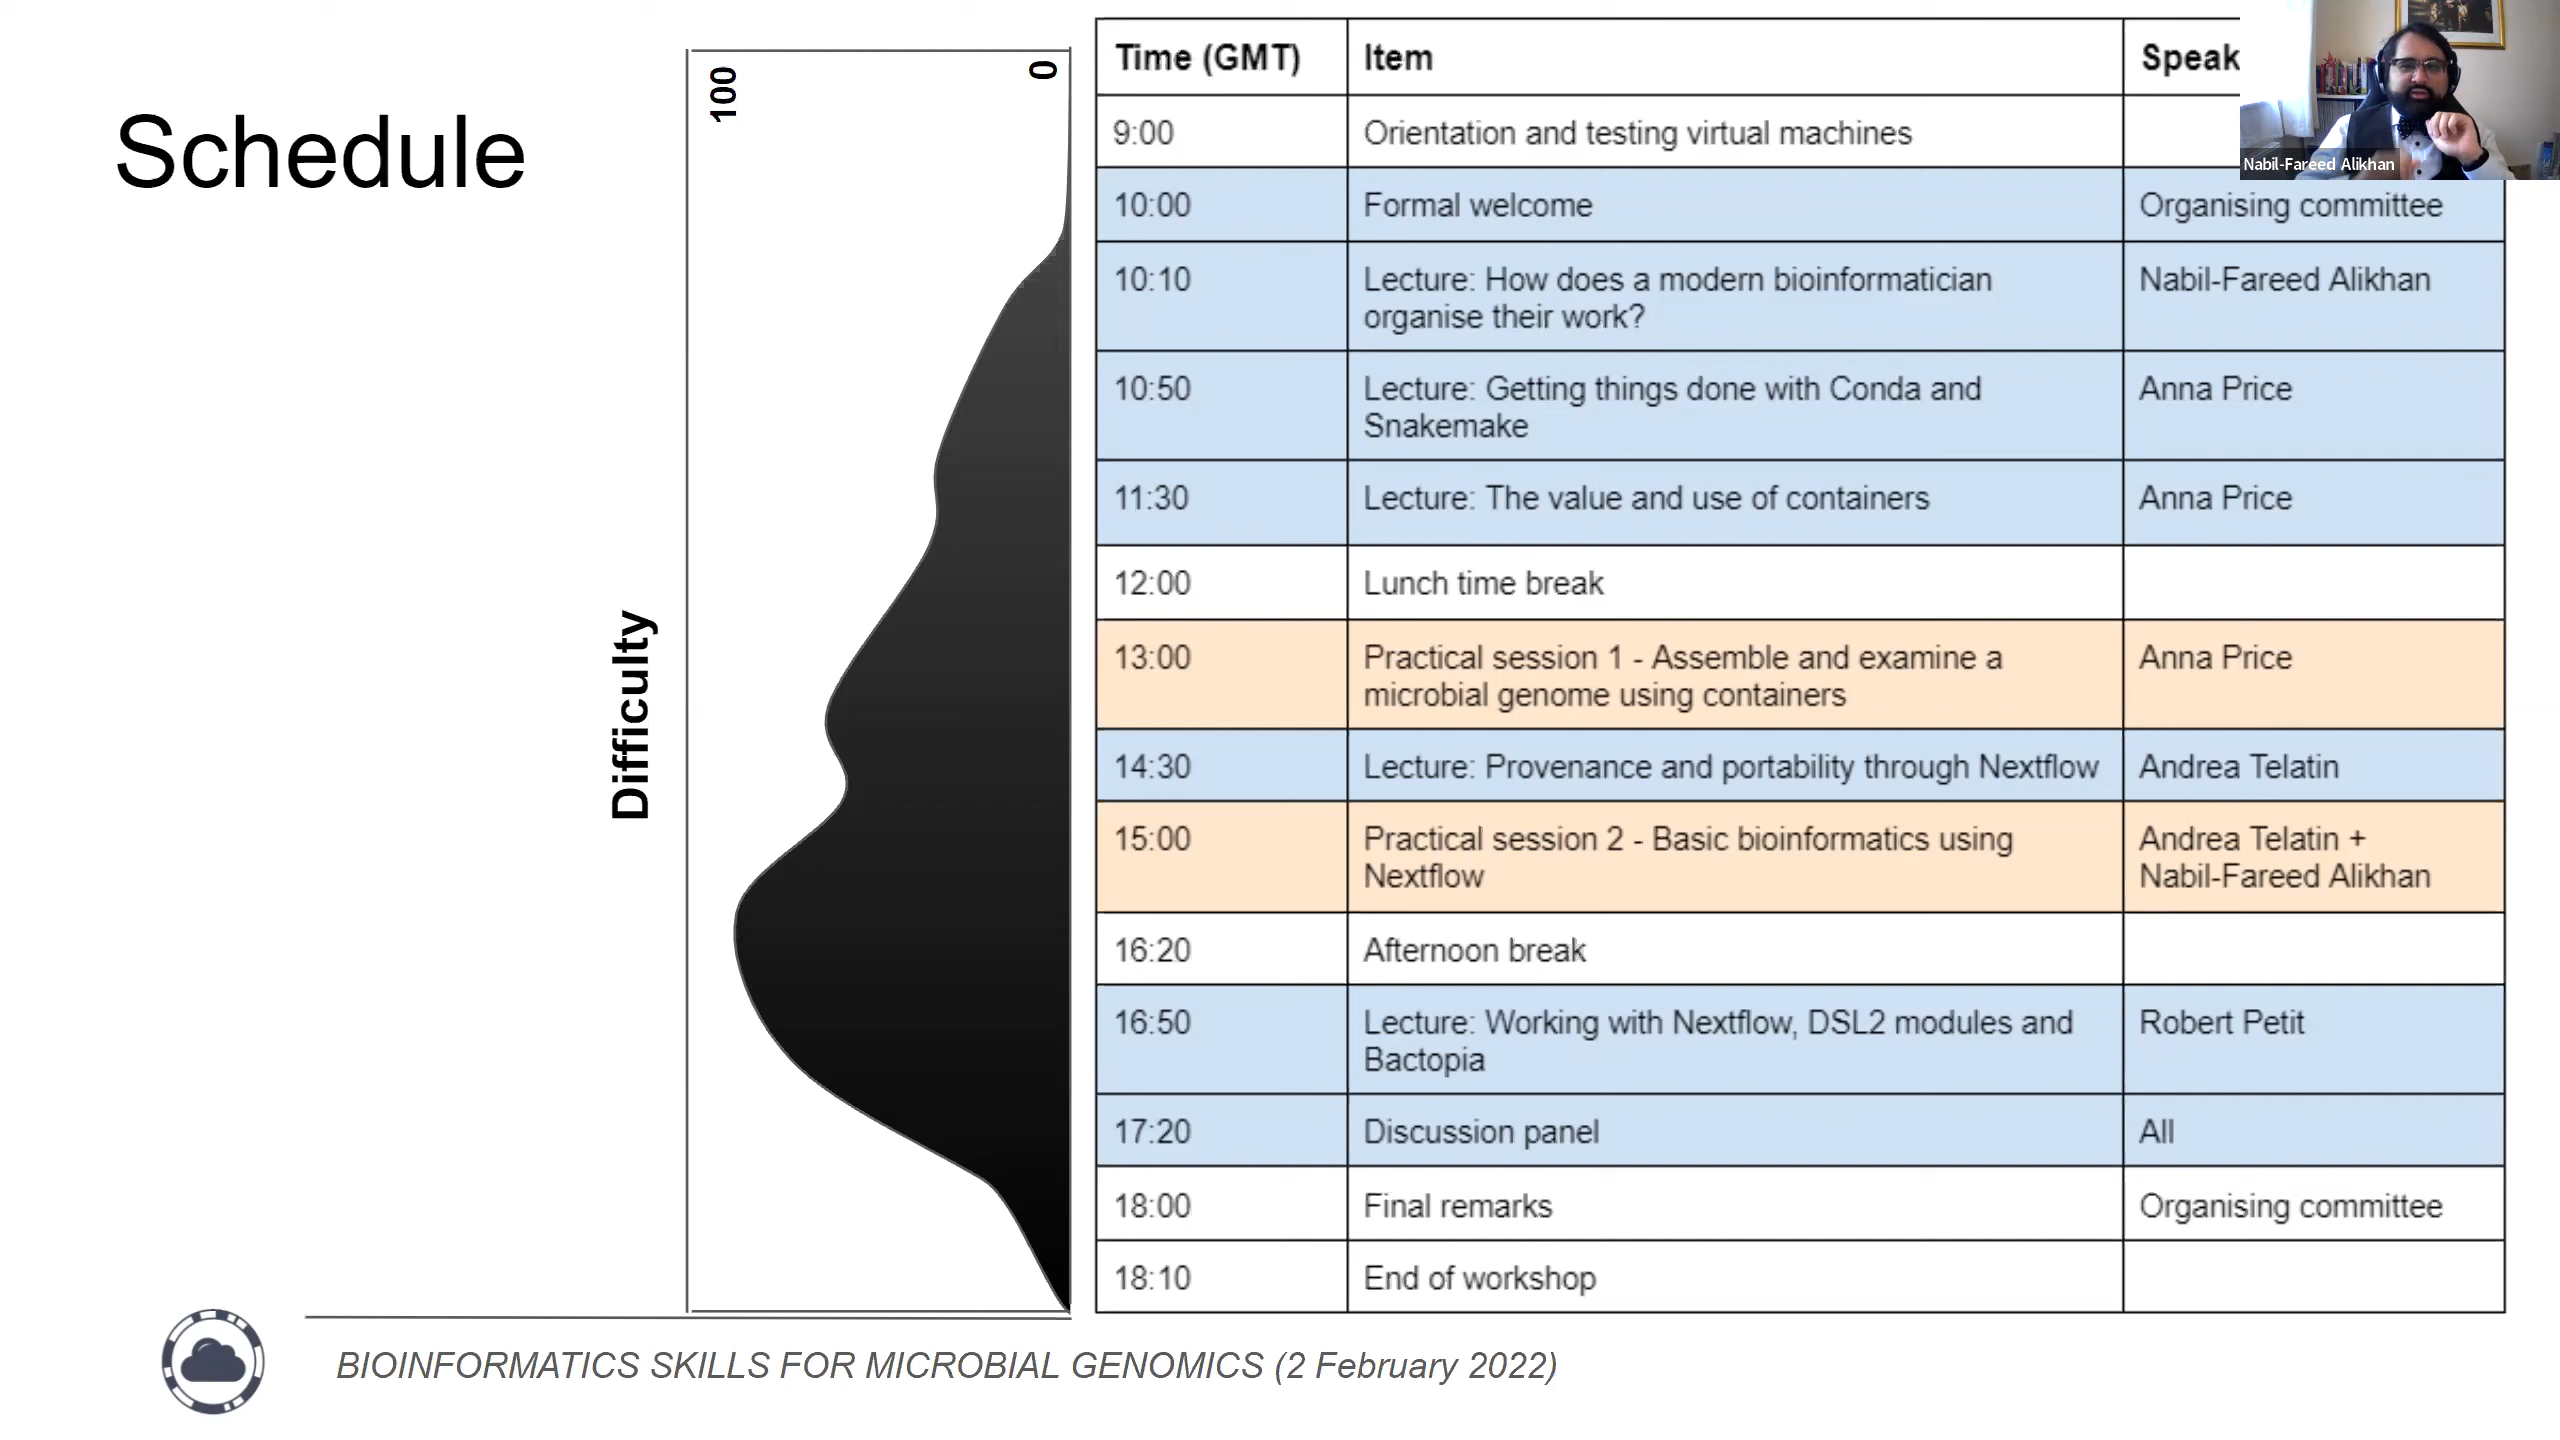 Schedule
100
0
Difficulty
Time (GMT)
Item
Speak
9:00
Orientation and testing virtual machines
10:00
Formal welcome
Organising committee
10:10
Lecture: How does a modern bioinformatician
organise their work?
Nabil-Fareed Alikhan
10:50
Lecture: Getting things done with Conda and
Snakemake
Anna Price
11:30
Lecture: The value and use of containers
Anna Price
12:00
Lunch time break
13:00
Practical session 1 - Assemble and examine a
microbial genome using containers
Anna Price
14:30
Lecture: Provenance and portability through Nextflow
Andrea Telatin
15:00
Practical session 2 - Basic bioinformatics using
Nextflow
Andrea Telatin +
Nabil-Fareed Alikhan
16:20
Afternoon break
16:50
Lecture: Working with Nextflow, DSL2 modules and
Bactopia
Robert Petit
17:20
Discussion panel
All
18:00
Final remarks
Organising committee
18:10
End of workshop
Nabil-Fareed Alikhan
BIOINFORMATICS SKILLS FOR MICROBIAL GENOMICS (2 February 2022)